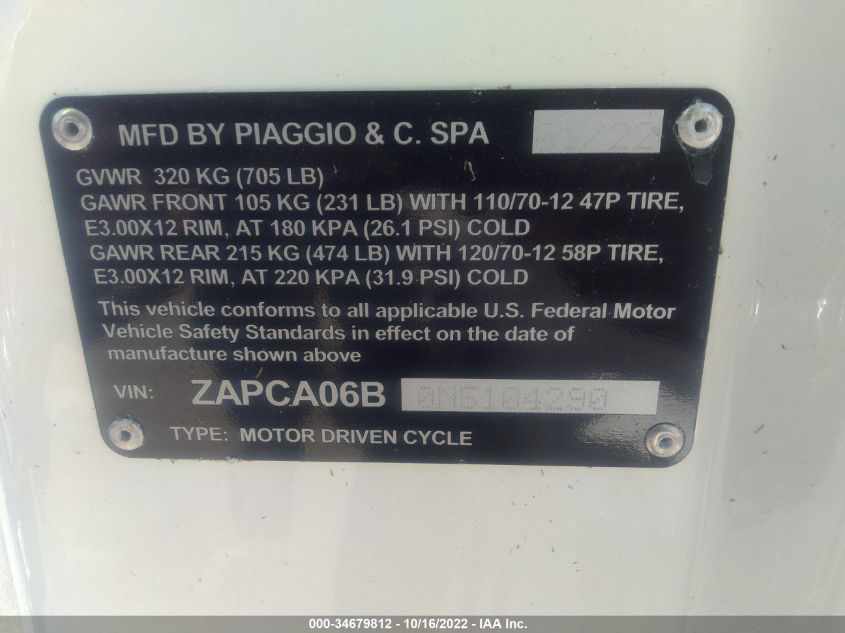 MFD BY PIAGGIO & C. SPA
GVWR 320 KG (705 LB)
GAWR FRONT 105 KG (231 LB) WITH 110/70-12 47P TIRE,
E3.00X12 RIM, AT 180 KPA (26.1 PSI) COLD
GAWR REAR 215 KG (474 LB) WITH 120/70-12 58P TIRE,
E3.00X12 RIM, AT 220 KPA (31.9 PSI) COLD
This vehicle conforms to all applicable U.S. Federal Motor
Vehicle Safety Standards in effect on the date of
manufacture shown above
VIN: ZAPCA06B 0N5104290
TYPE: MOTOR DRIVEN CYCLE
000-34679812 - 10/16/2022 - IAA Inc.